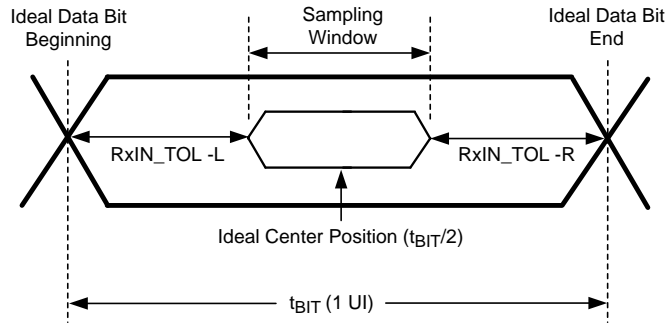 Ideal Data Bit
Beginning
Sampling
Window
Ideal Data Bit
End
RxIN_TOL -L
RxIN_TOL -R
Ideal Center Position (tBIT/2)
tBIT (1 UI)